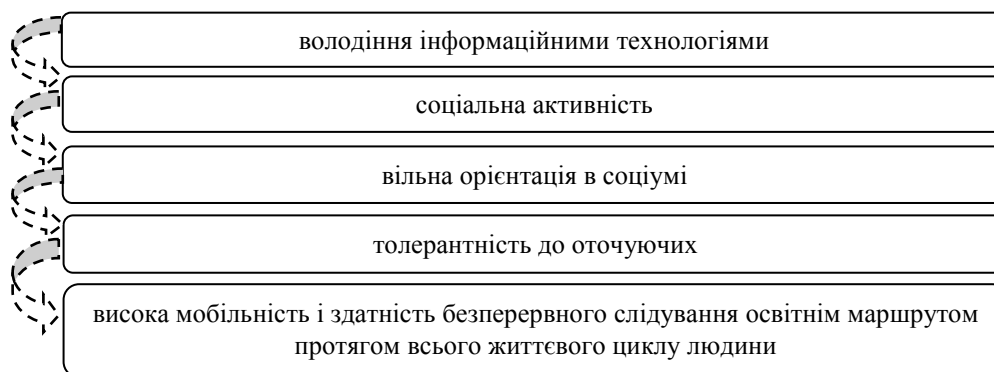 володіння інформаційними технологіями
соціальна активність
вільна орієнтація в соціумі
толерантність до оточуючих
висока мобільність і здатність безперервного слідування освітнім маршрутом
протягом всього життєвого циклу людини